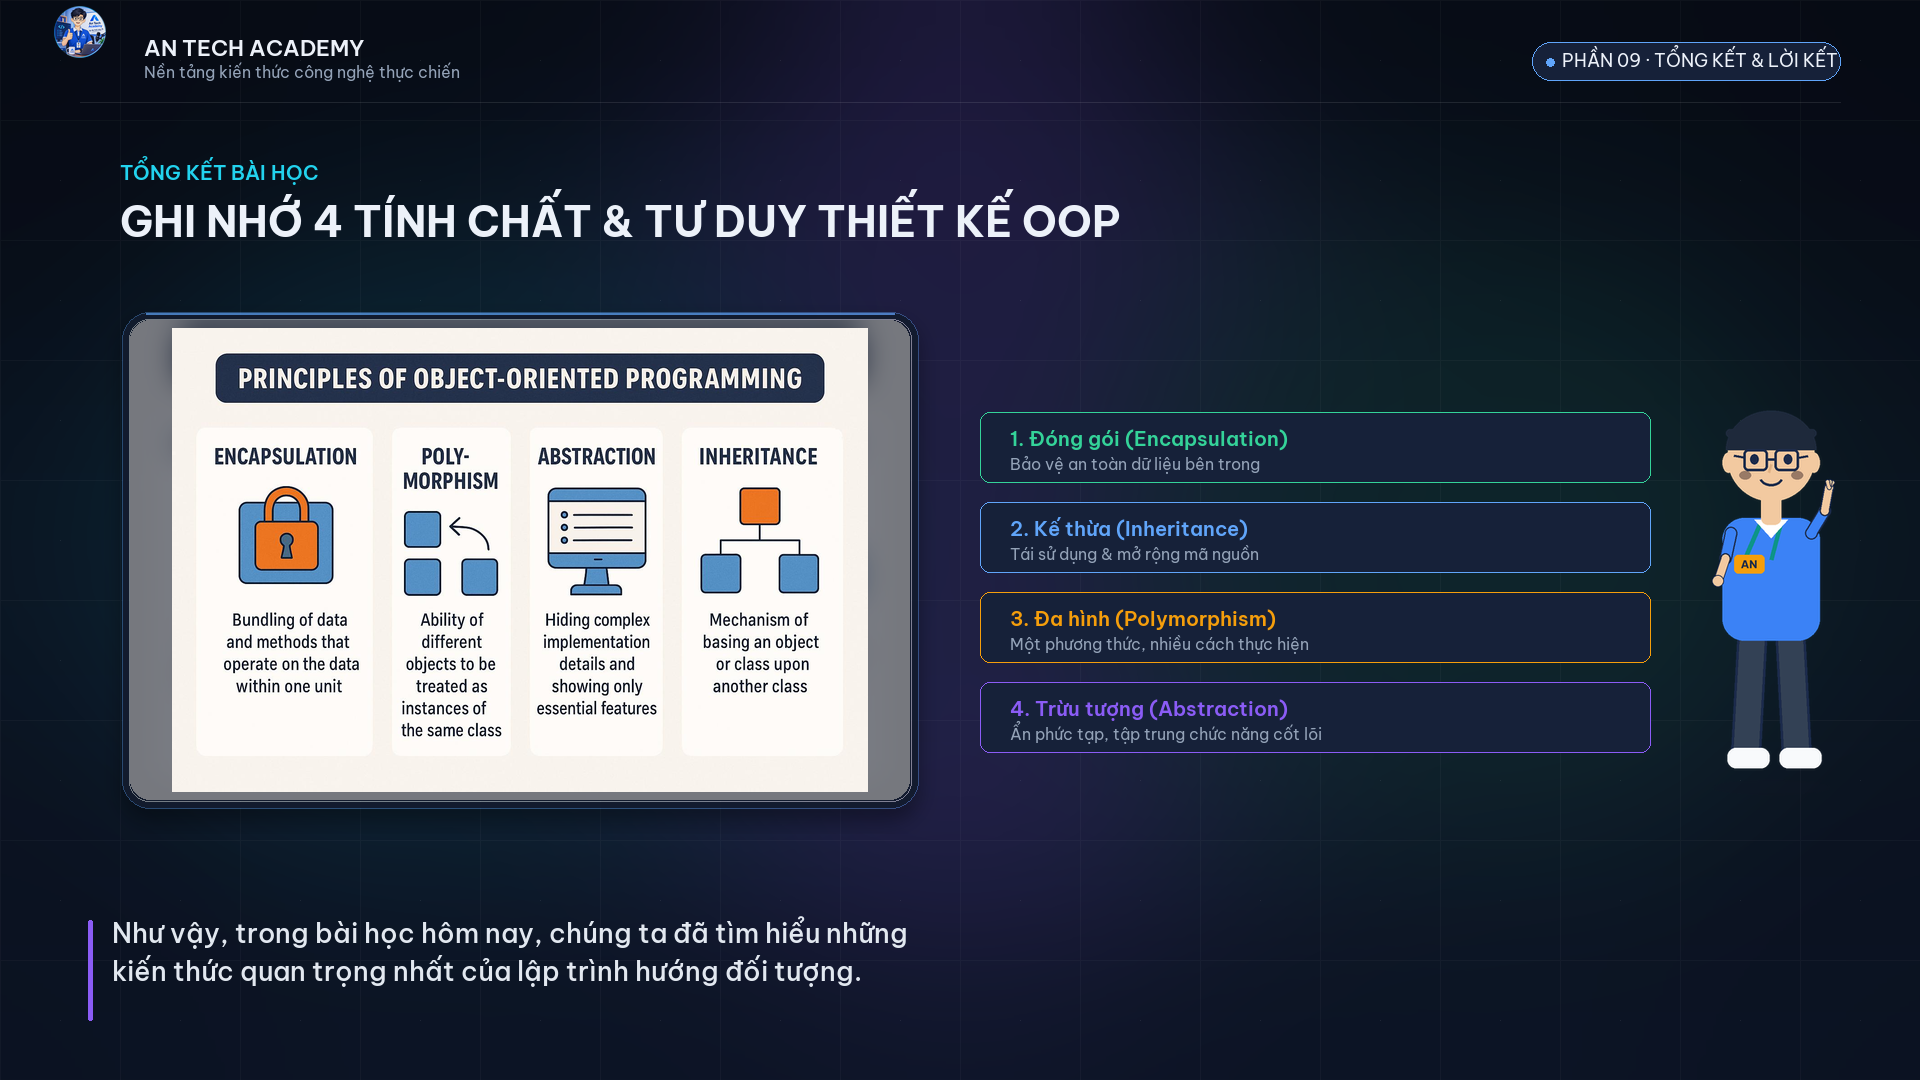 AN TECH ACADEMY
Nền tảng kiến thức công nghệ thực chiến
PHẦN 09 · TỔNG KẾT & LỜI KẾT
TỔNG KẾT BÀI HỌC
GHI NHỚ 4 TÍNH CHẤT & TƯ DUY THIẾT KẾ OOP
PRINCIPLES OF OBJECT-ORIENTED PROGRAMMING
ENCAPSULATION
Bundling of data
and methods that
operate on the data
within one unit
POLY-
MORPHISM
Ability of
different
objects to be
treated as
instances of
the same class
ABSTRACTION
Hiding complex
implementation
details and
showing only
essential features
INHERITANCE
Mechanism of
basing an object
or class upon
another class
1. Đóng gói (Encapsulation)
Bảo vệ an toàn dữ liệu bên trong
2. Kế thừa (Inheritance)
Tái sử dụng & mở rộng mã nguồn
3. Đa hình (Polymorphism)
Một phương thức, nhiều cách thực hiện
4. Trừu tượng (Abstraction)
Ẩn phức tạp, tập trung chức năng cốt lõi
AN
Như vậy, trong bài học hôm nay, chúng ta đã tìm hiểu những
kiến thức quan trọng nhất của lập trình hướng đối tượng.